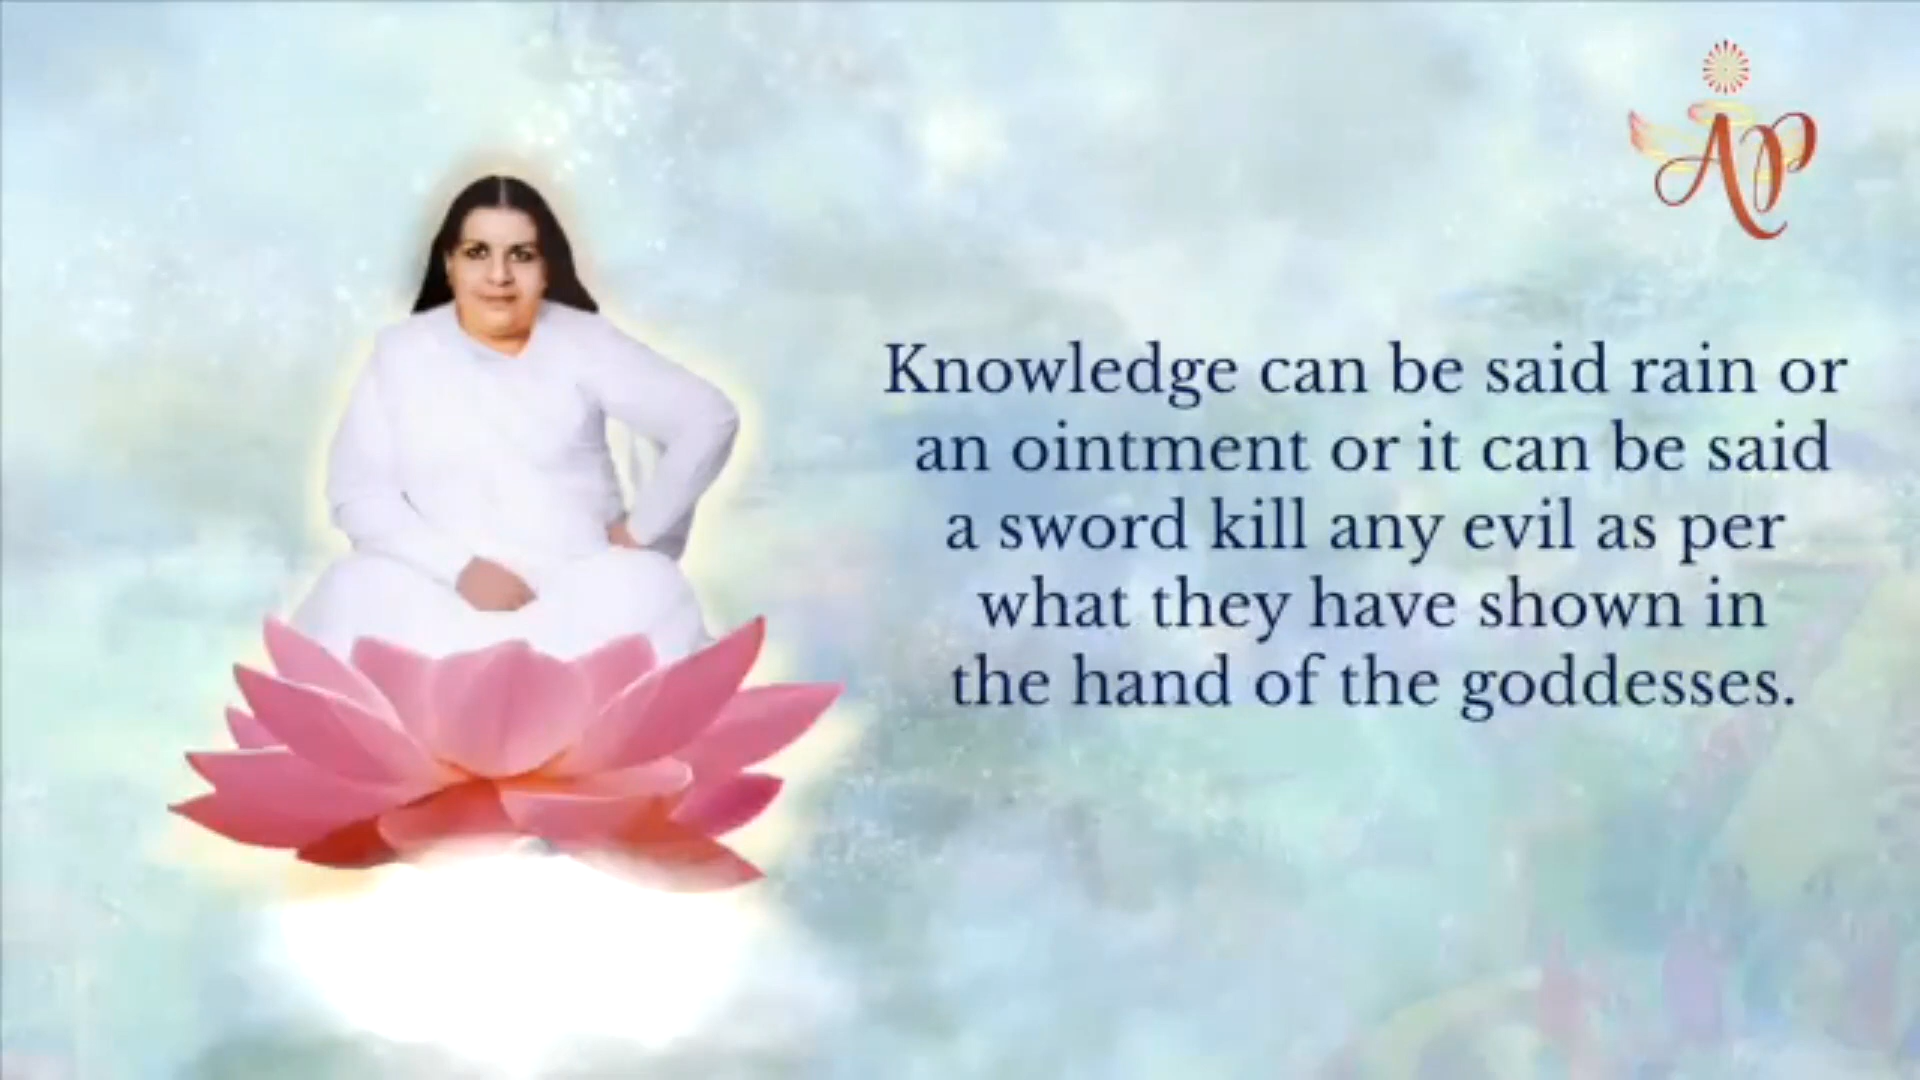 AP
Knowledge can be said rain or
an ointment or it can be said
a sword kill any evil as per
what they have shown in
the hand of the goddesses.